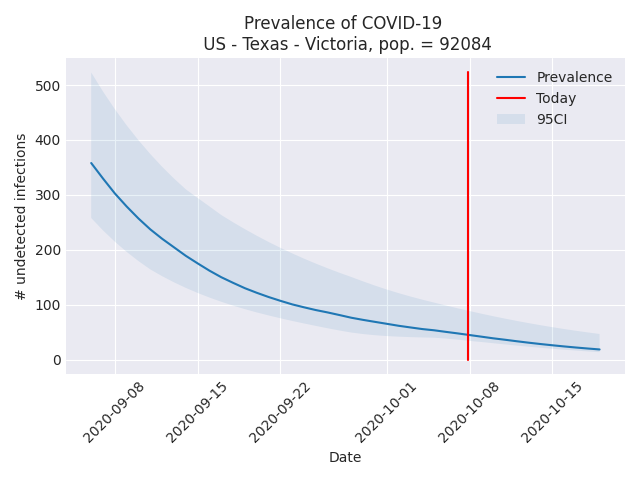 Prevalence of COVID-19
US - Texas - Victoria, pop. = 92084
Prevalence
Today
95CI
# undetected infections
500
400
300
200
100
0
2020-09-08
2020-09-15
2020-09-22
2020-10-01
2020-10-08
2020-10-15
Date